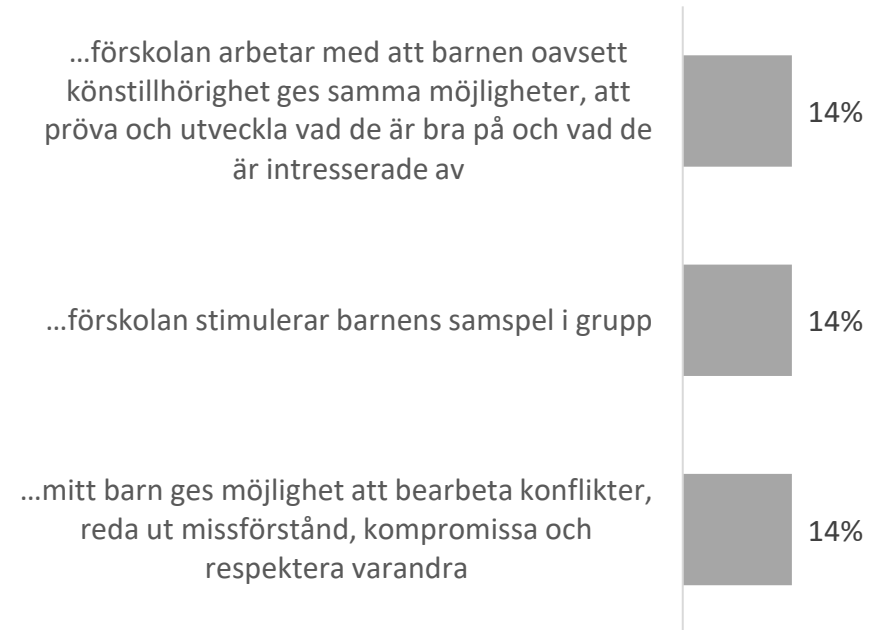 …förskolan arbetar med att barnen oavsett
könstillhörighet ges samma möjligheter, att
pröva och utveckla vad de är bra på och vad de
är intresserade av
14%
…förskolan stimulerar barnens samspel i grupp
14%
…mitt barn ges möjlighet att bearbeta konflikter,
reda ut missförstånd, kompromissa och
respektera varandra
14%